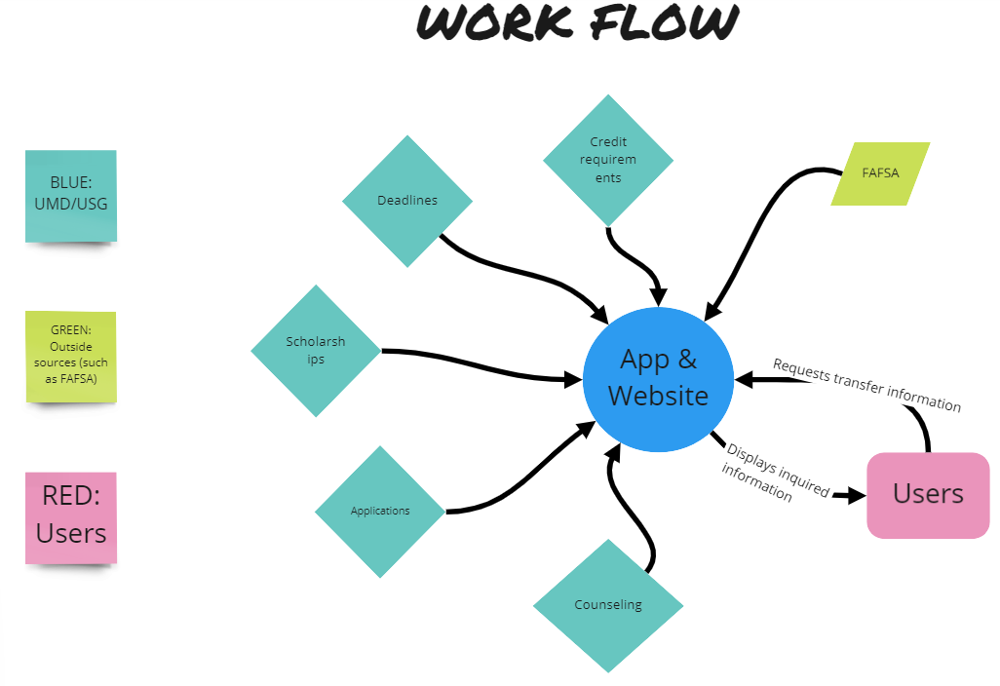 WORK FLOW
BLUE:
UMD/USG
GREEN:
Outside
sources (such
as FAFSA)
RED:
Users
Deadlines
Credit
requirem
ents
FAFSA
Scholarsh
ips
App &
Website
Requests transfer information
Displays inquired
information
Users
Applications
Counseling